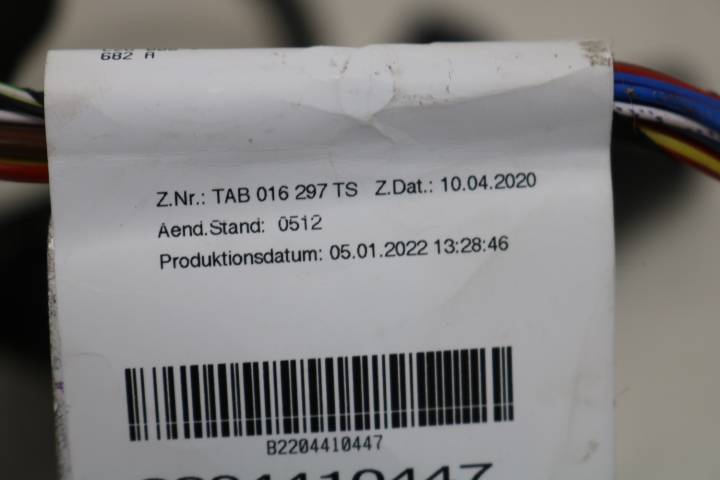 682 A
Z.Nr.: TAB 016 297 TS Z.Dat.: 10.04.2020
Aend.Stand: 0512
Produktionsdatum: 05.01.2022 13:28:46
B2204410447